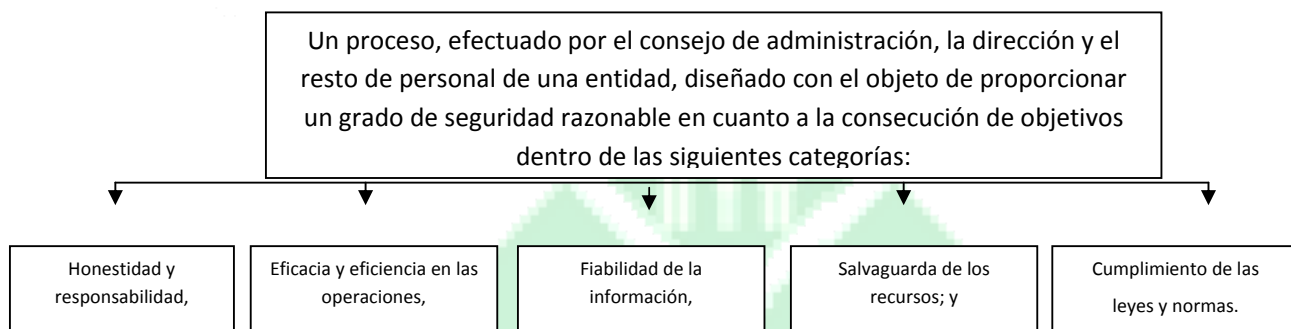 Un proceso, efectuado por el consejo de administración, la dirección y el
resto de personal de una entidad, diseñado con el objeto de proporcionar
un grado de seguridad razonable en cuanto a la consecución de objetivos
dentro de las siguientes categorías:
Honestidad y
responsabilidad,
Eficacia y eficiencia en las
operaciones,
Fiabilidad de la
información,
Salvaguarda de los
recursos; y
Cumplimiento de las
leyes y normas.